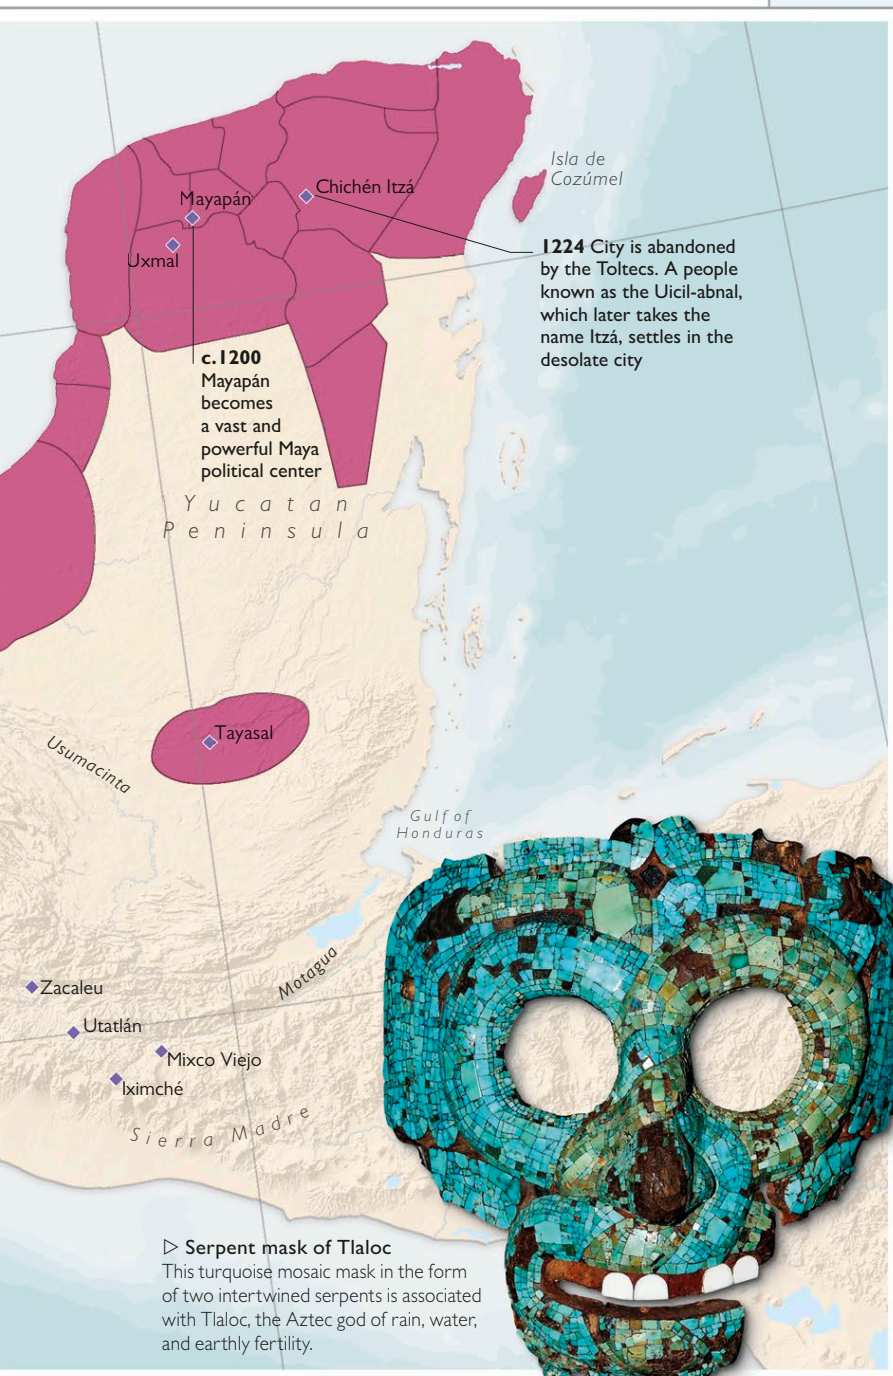 Isla de
Cozúmel
Chichén Itzá
Mayapán
Uxmal
1224 City is abandoned
by the Toltecs. A people
known as the Uicil-abnal,
which later takes the
name Itzá, settles in the
desolate city
c.1200
Mayapán
becomes
a vast and
powerful Maya
political center
Yucatan
Peninsula
Tayasal
Usumacinta
Gulf of
Honduras
Motagua
Zacaleu
Utatlán
Mixco Viejo
Iximché
Sierra Madre
▷ Serpent mask of Tlaloc
This turquoise mosaic mask in the form
of two intertwined serpents is associated
with Tlaloc, the Aztec god of rain, water,
and earthly fertility.